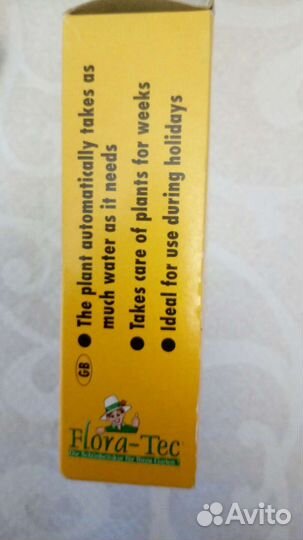 GB
● The plant automatically takes as
much water as it needs
● Takes care of plants for weeks
● Ideal for use during holidays
Flora-Tec
Avito